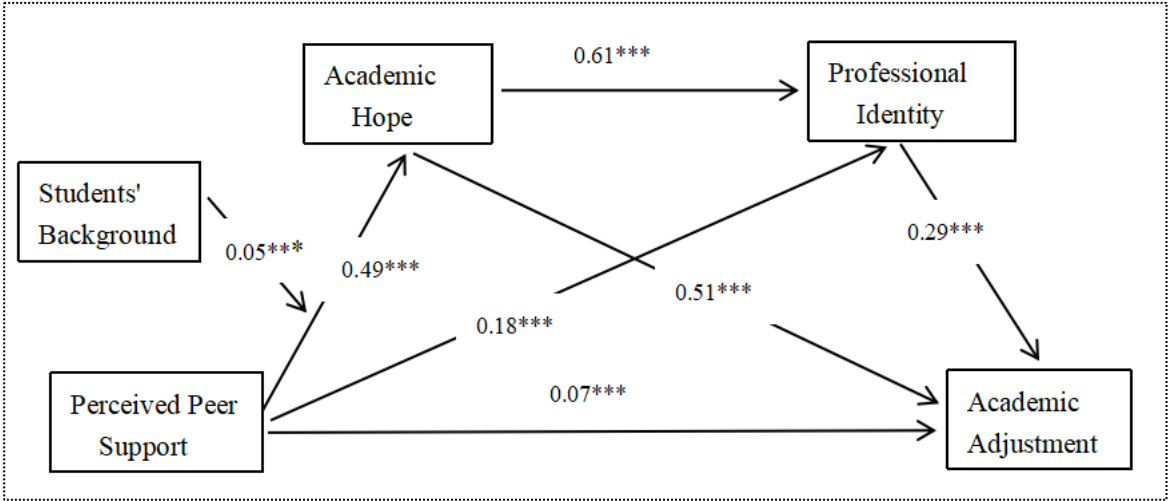 Academic
Hope
0.61***
Professional
Identity
Students'
Background
0.05***
0.49***
0.29***
0.51***
0.18***
Perceived Peer
Support
0.07***
Academic
Adjustment